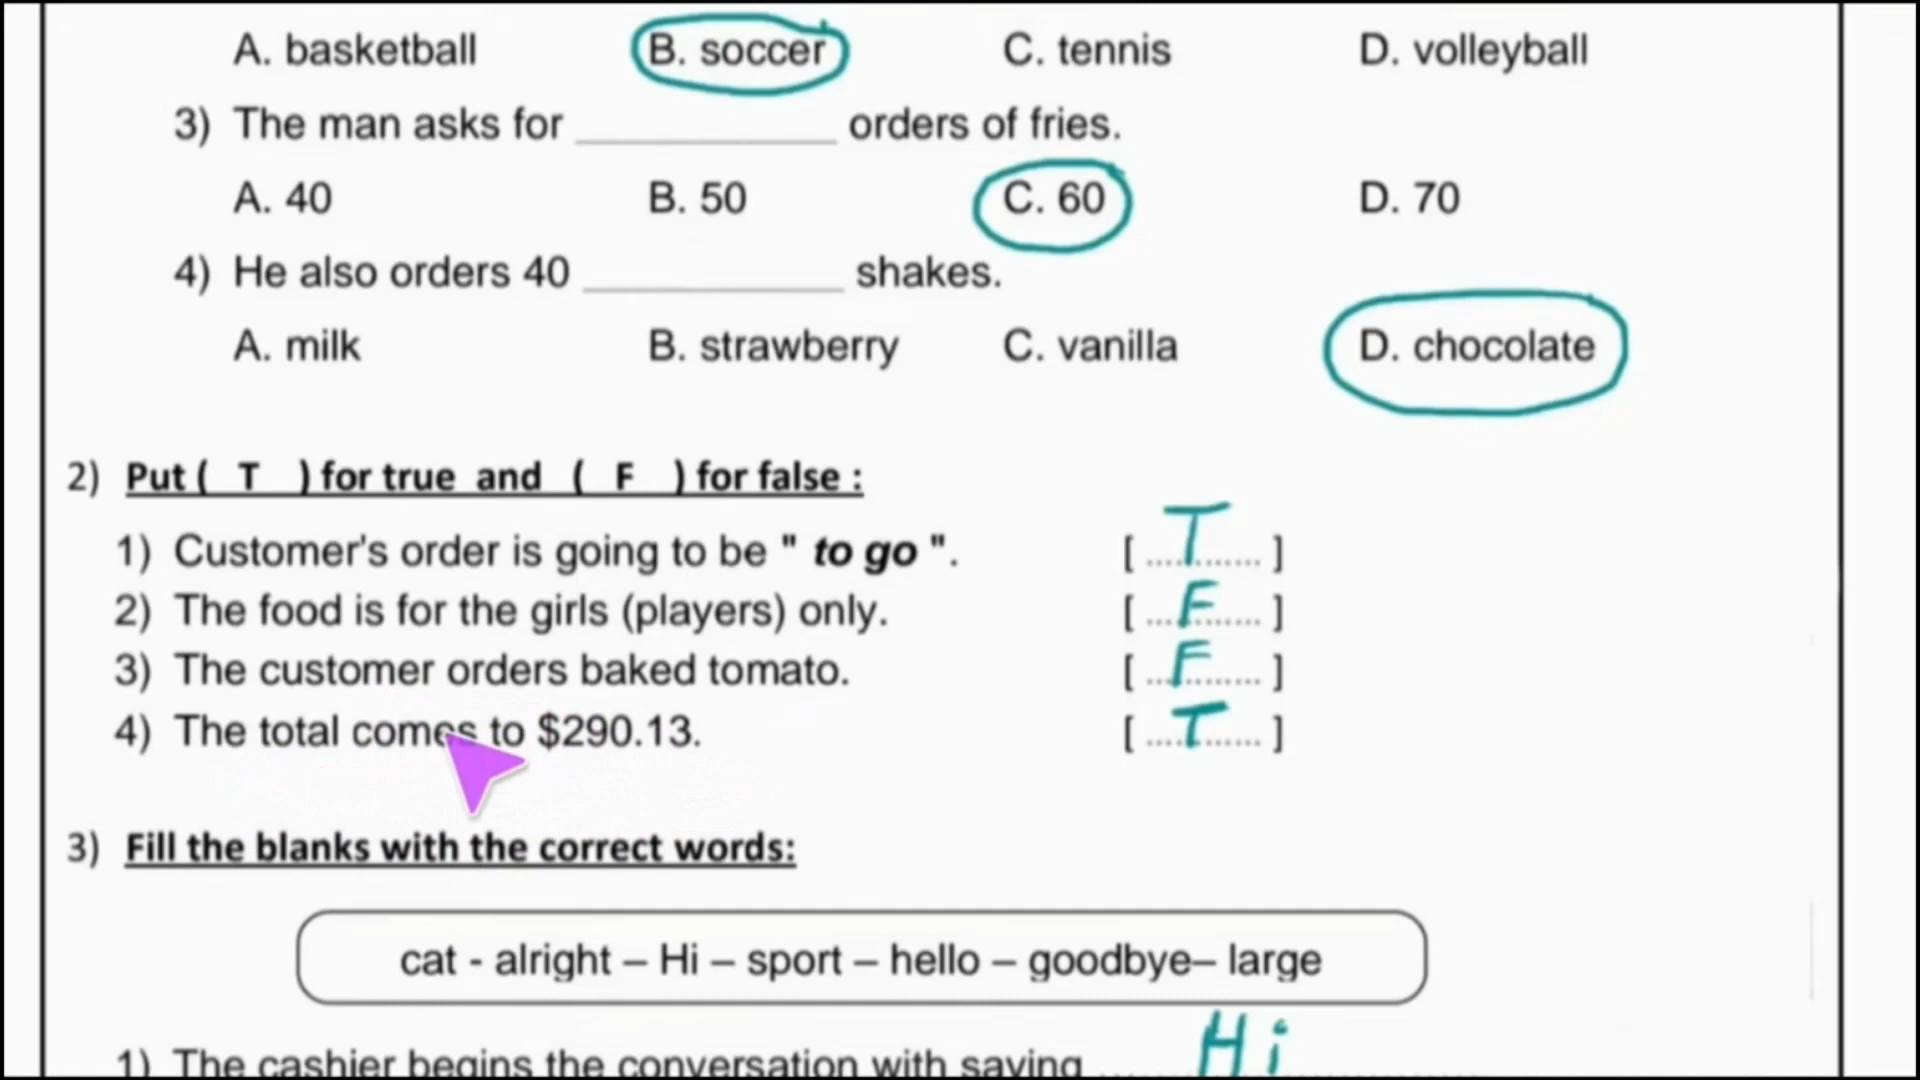 A. basketball B. soccer C. tennis D. volleyball
3) The man asks for ____________ orders of fries.
A. 40 B. 50 C. 60 D. 70
4) He also orders 40 ____________ shakes.
A. milk B. strawberry C. vanilla D. chocolate
2) Put ( T ) for true and ( F ) for false :
1) Customer's order is going to be " to go ". [ .... T ........ ]
2) The food is for the girls (players) only. [ .... F ........ ]
3) The customer orders baked tomato. [ .... F ........ ]
4) The total comes to $290.13. [ .... T ........ ]
3) Fill the blanks with the correct words:
cat - alright – Hi – sport – hello – goodbye– large
1) The cashier begins the conversation with saying ...... Hi ............